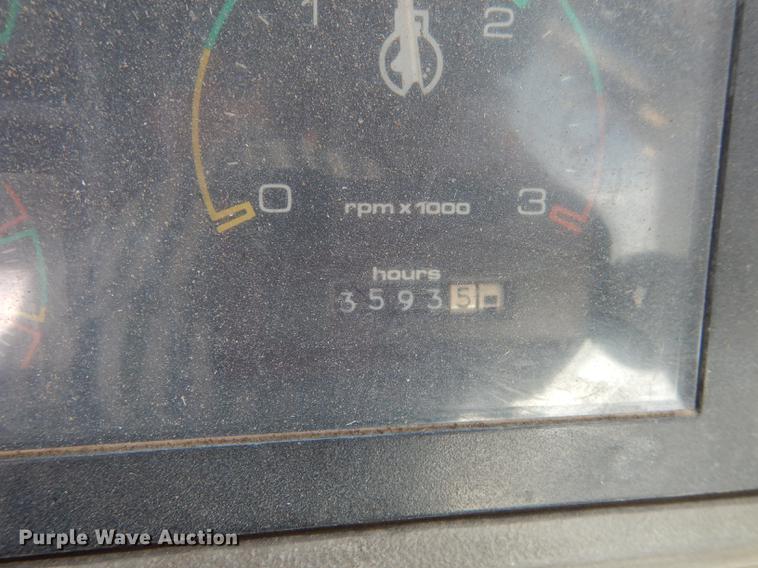 1 2
0 rpm x 1000 3
hours
35935
Purple Wave Auction